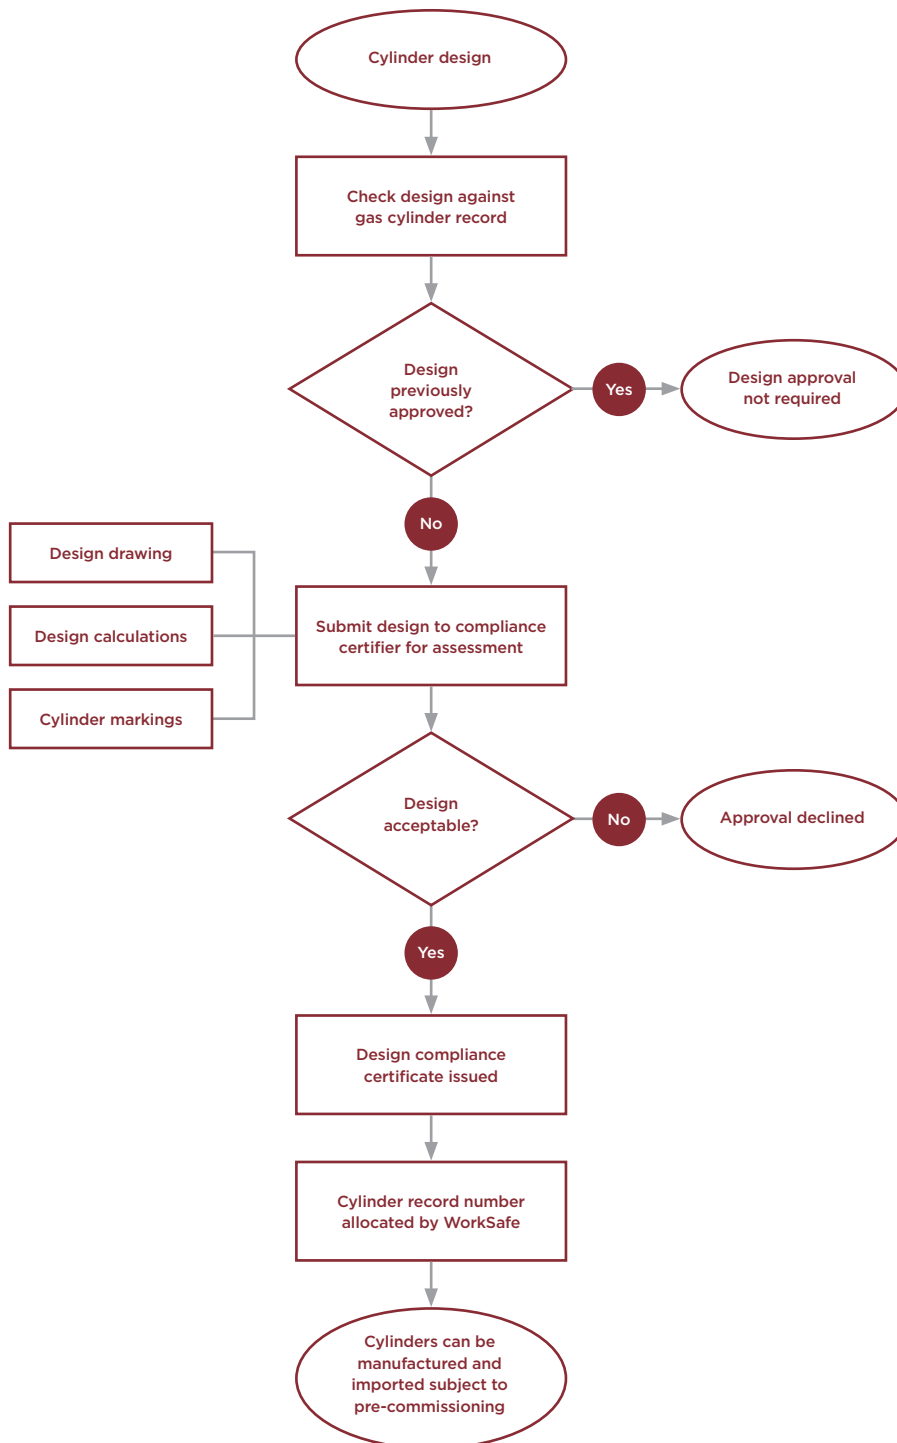 Cylinder design
Check design against
gas cylinder record
Design
previously
approved?
Yes
Design approval
not required
No
Design drawing
Design calculations
Cylinder markings
Submit design to compliance
certifier for assessment
Design
acceptable?
No
Approval declined
Yes
Design compliance
certificate issued
Cylinder record number
allocated by WorkSafe
Cylinders can be
manufactured and
imported subject to
pre-commissioning